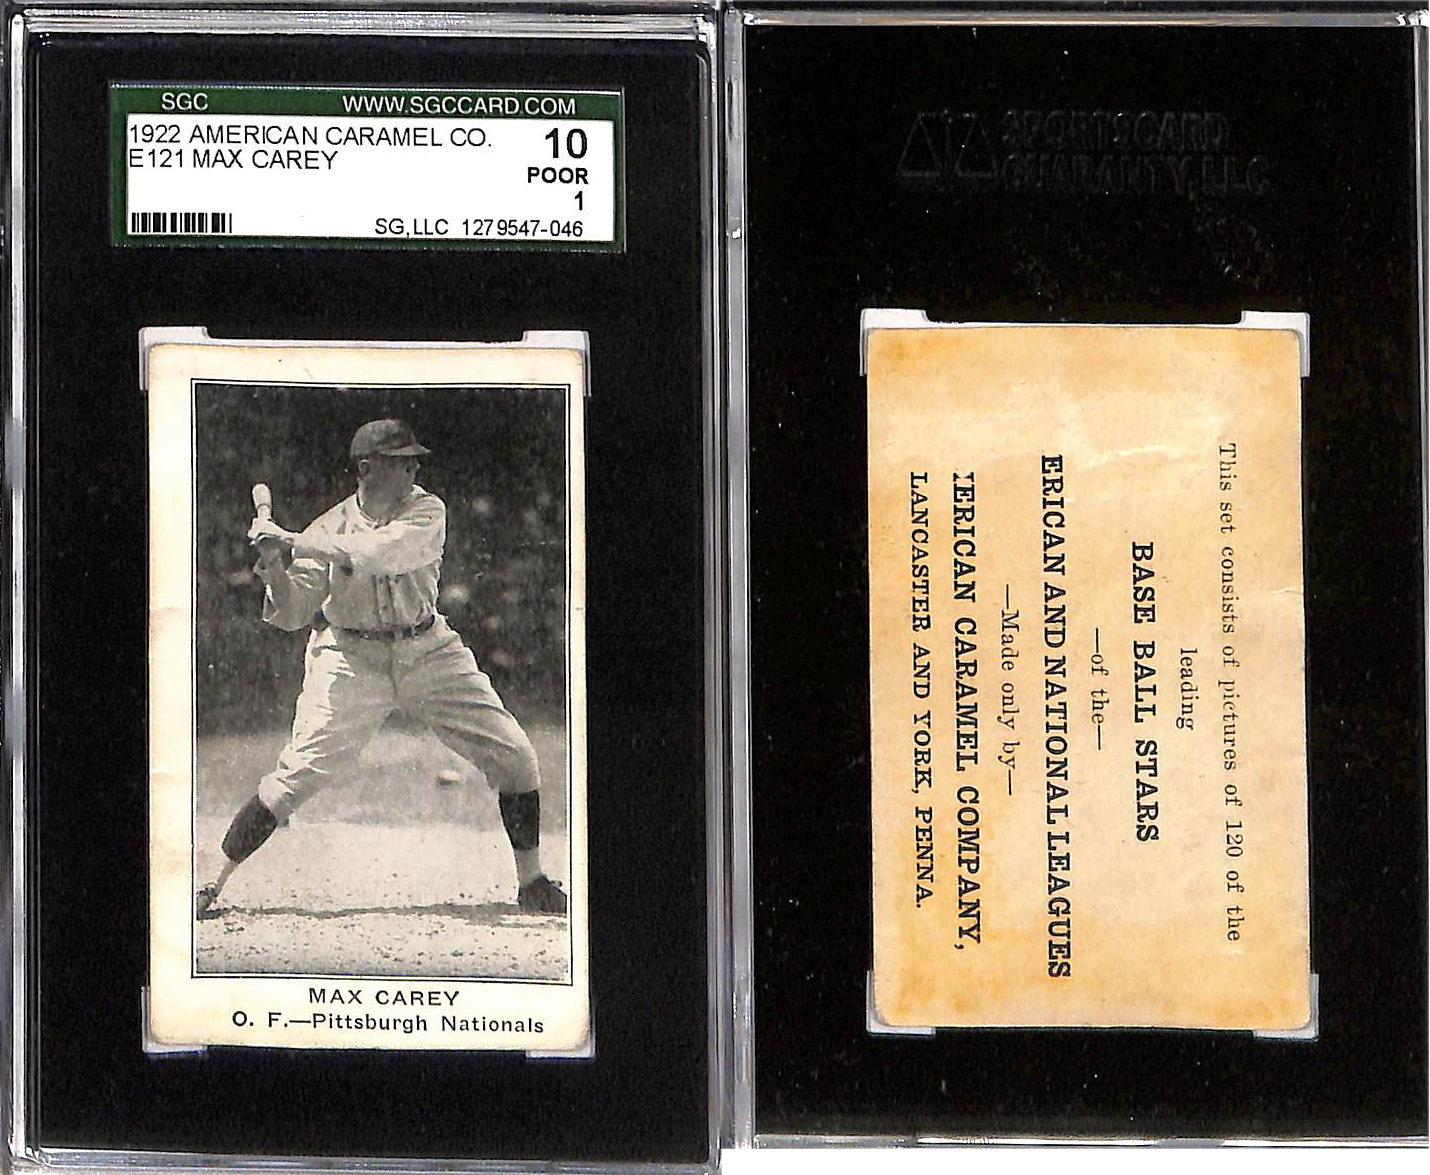 SGC WWW.SGCCARD.COM
1922 AMERICAN CARAMEL CO. 10
E121 MAX CAREY POOR
1
SG, LLC 1279547-046
MAX CAREY
O. F.—Pittsburgh Nationals
SPORTSCARD
GUARANTY, LLC
This set consists of pictures of 120 of the
leading
BASE BALL STARS
—of the—
ERICAN AND NATIONAL LEAGUES
—Made only by—
IERICAN CARAMEL COMPANY,
LANCASTER AND YORK, PENNA.